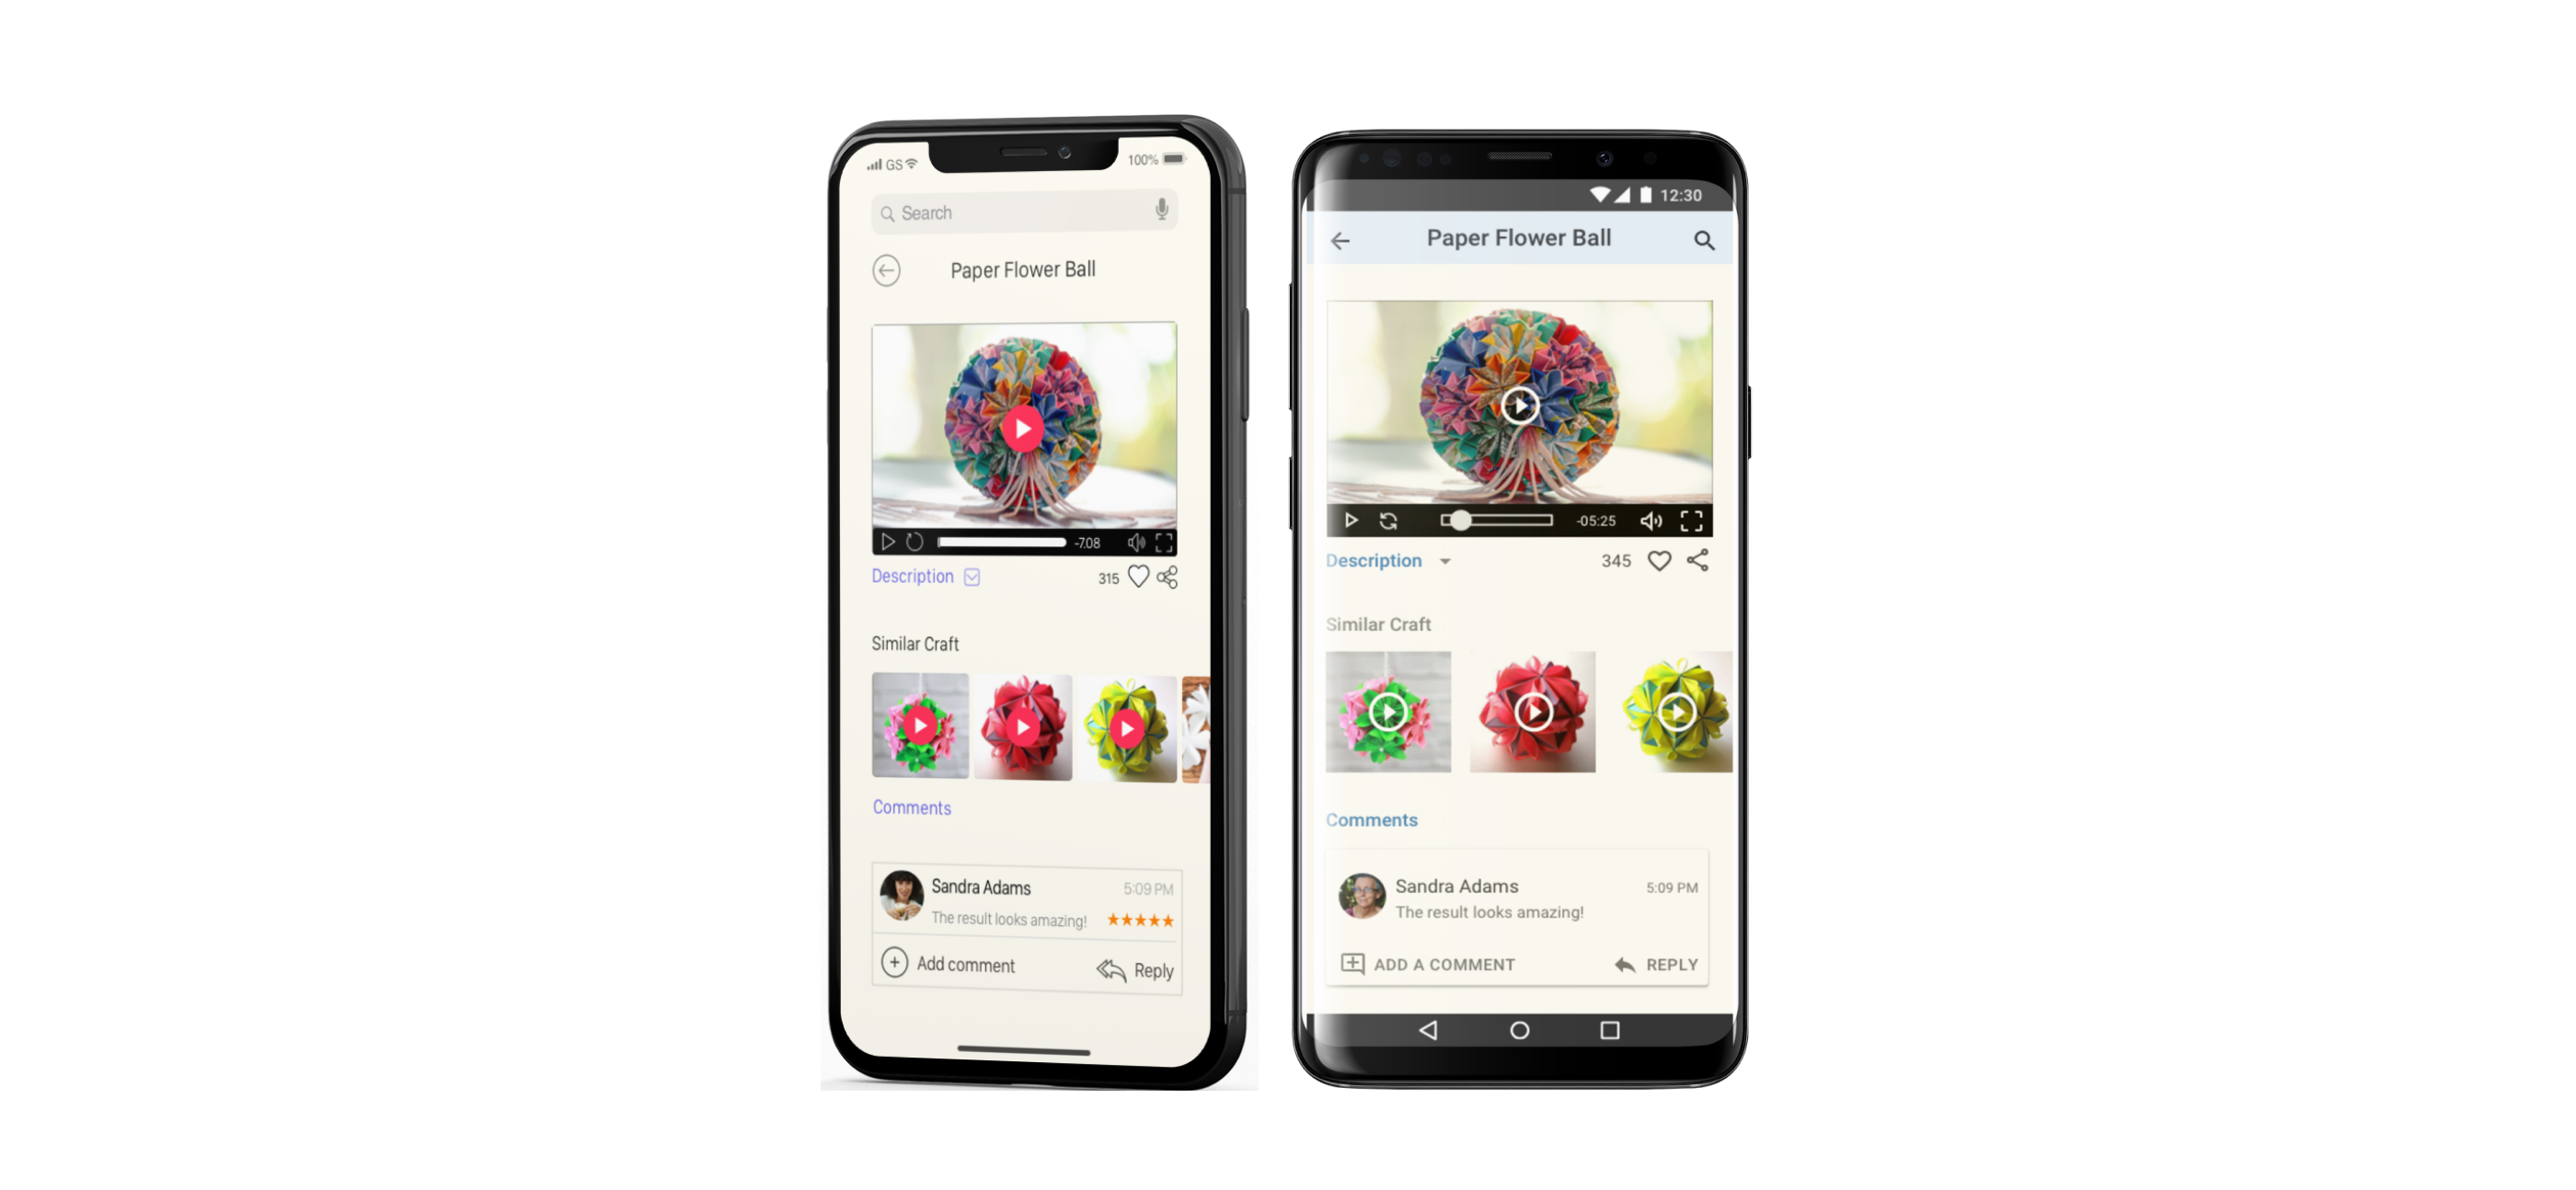 GS 100%
Search
Paper Flower Ball
-7.08
Description 315
Similar Craft
Comments
Sandra Adams 5:09 PM
The result looks amazing!
Add comment Reply
12:30
Paper Flower Ball
-05:25
Description 345
Similar Craft
Comments
Sandra Adams 5:09 PM
The result looks amazing!
ADD A COMMENT REPLY